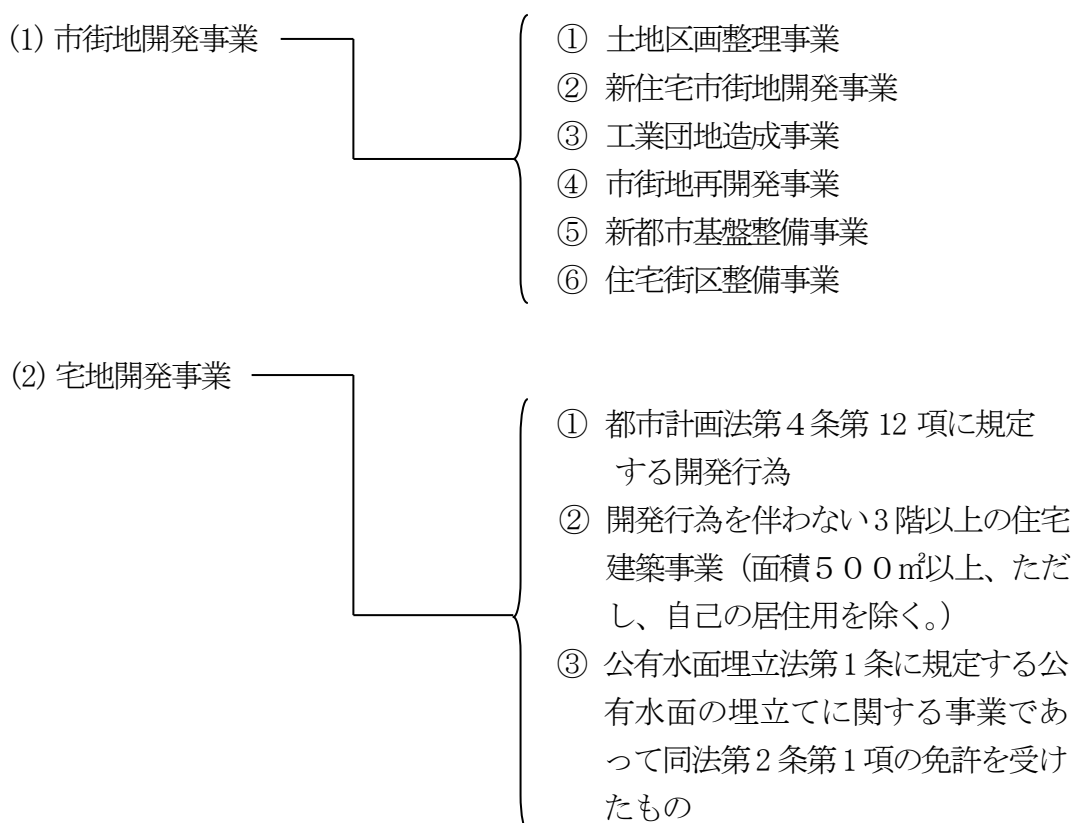 (1) 市街地開発事業
① 土地区画整理事業
② 新住宅市街地開発事業
③ 工業団地造成事業
④ 市街地再開発事業
⑤ 新都市基盤整備事業
⑥ 住宅街区整備事業
(2) 宅地開発事業
① 都市計画法第4条第 12 項に規定
する開発行為
② 開発行為を伴わない3階以上の住宅
建築事業（面積５００㎡以上、ただ
し、自己の居住用を除く。）
③ 公有水面埋立法第1条に規定する公
有水面の埋立てに関する事業であ
って同法第2条第1項の免許を受け
たもの